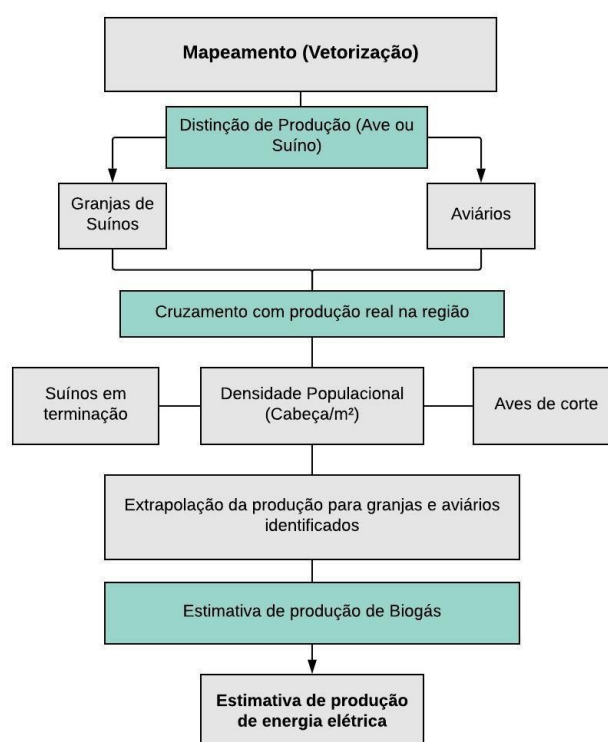 Mapeamento (Vetorização)
Distinção de Produção (Ave ou
Suíno)
Granjas de
Suínos
Aviários
Cruzamento com produção real na região
Suínos em
terminação
Densidade Populacional
(Cabeça/m²)
Aves de corte
Extrapolação da produção para granjas e aviários
identificados
Estimativa de produção de Biogás
Estimativa de produção
de energia elétrica